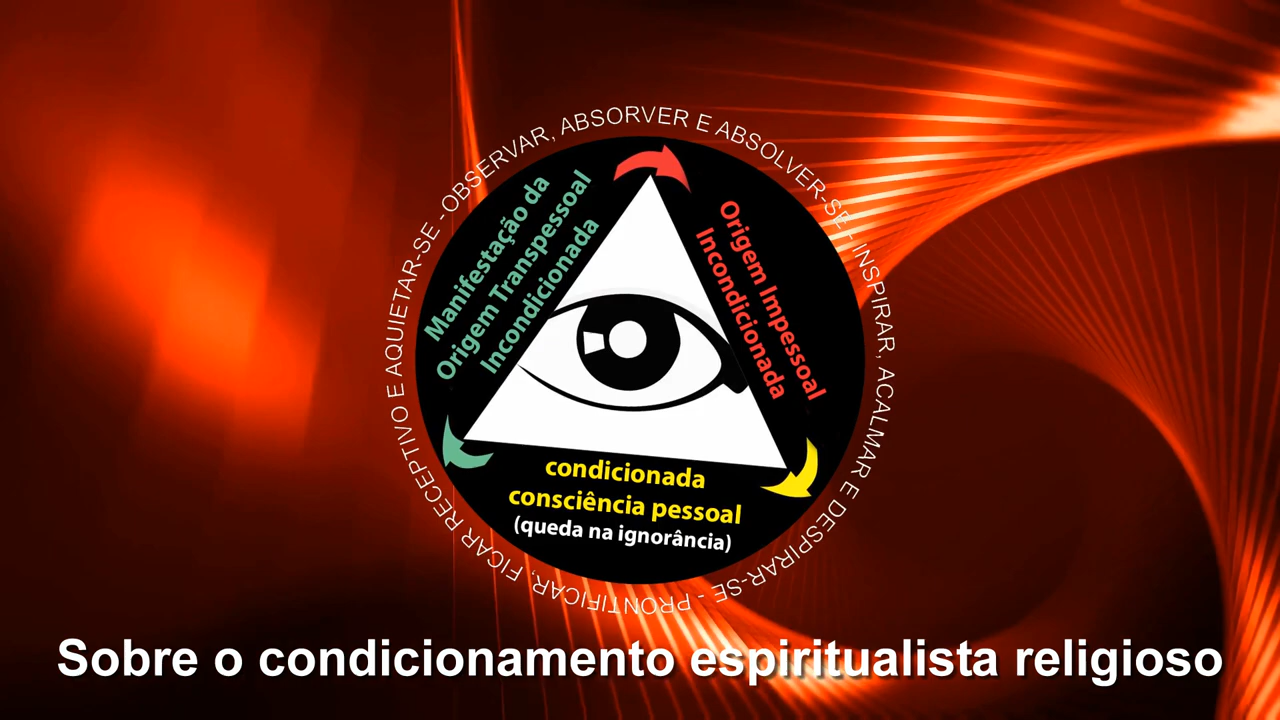 OBSERVAR, ABSORVER E ABSOLVER-SE - INSPIRAR, ACALMAR E DESPIRAR-SE - PRONTIFICAR, FICAR RECEPTIVO E AQUIETAR-SE -
Manifestação da
Origem Transpessoal
Incondicionada
Origem Impessoal
Incondicionada
condicionada
consciência pessoal
(queda na ignorância)
Sobre o condicionamento espiritualista religioso